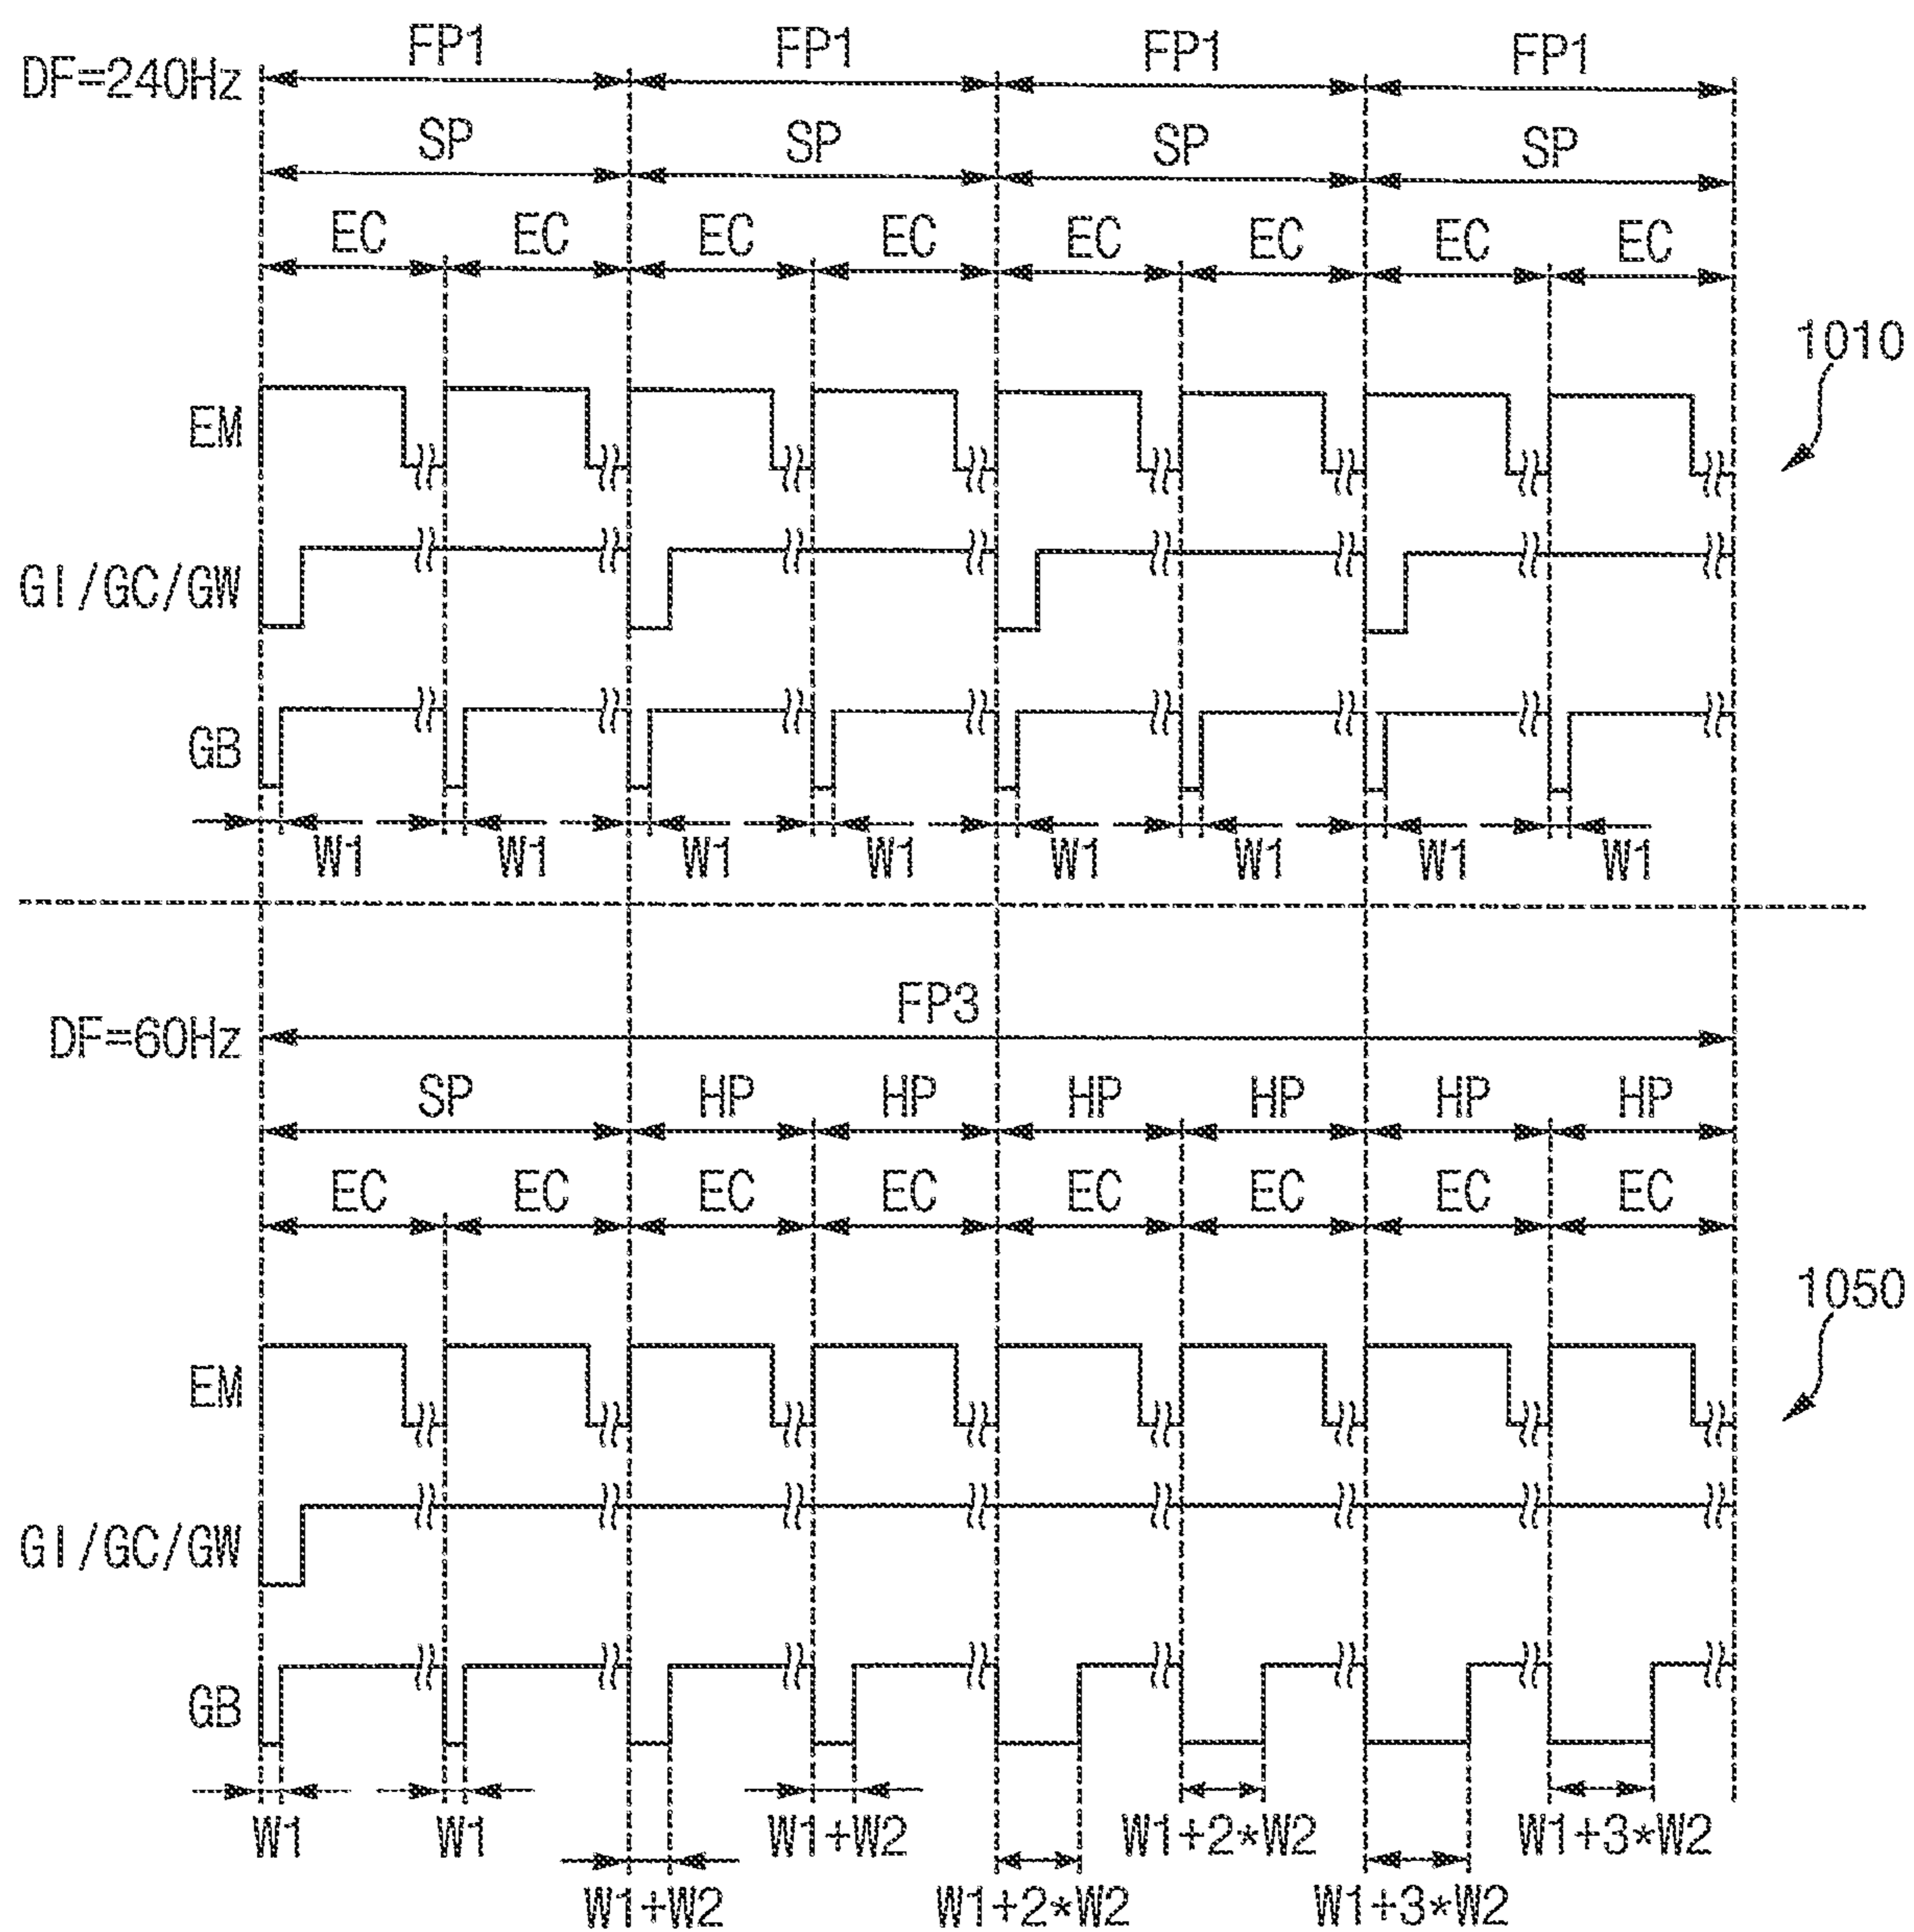 DF=240Hz FP1 FP1 FP1 FP1
SP SP SP SP
EC EC EC EC EC EC EC EC
1010
EM
GI/GC/GW
GB
W1 W1 W1 W1 W1 W1 W1 W1
DF=60Hz FP3
SP HP HP HP HP HP HP
EC EC EC EC EC EC EC EC
1050
EM
GI/GC/GW
GB
W1 W1 W1+W2 W1+2*W2 W1+3*W2
W1+W2 W1+2*W2 W1+3*W2